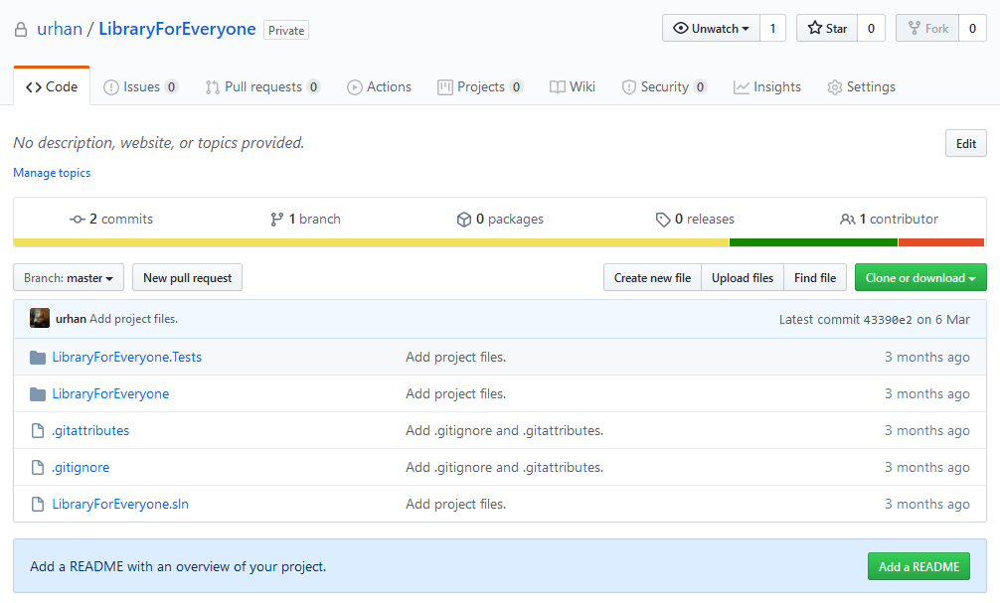 urhan / LibraryForEveryone Private Unwatch 1 Star 0 Fork 0
Code Issues 0 Pull requests 0 Actions Projects 0 Wiki Security 0 Insights Settings
No description, website, or topics provided. Edit
Manage topics
2 commits 1 branch 0 packages 0 releases 1 contributor
Branch: master New pull request Create new file Upload files Find file Clone or download
urhan Add project files. Latest commit 43390e2 on 6 Mar
LibraryForEveryone.Tests Add project files. 3 months ago
LibraryForEveryone Add project files. 3 months ago
.gitattributes Add .gitignore and .gitattributes. 3 months ago
.gitignore Add .gitignore and .gitattributes. 3 months ago
LibraryForEveryone.sln Add project files. 3 months ago
Add a README with an overview of your project. Add a README